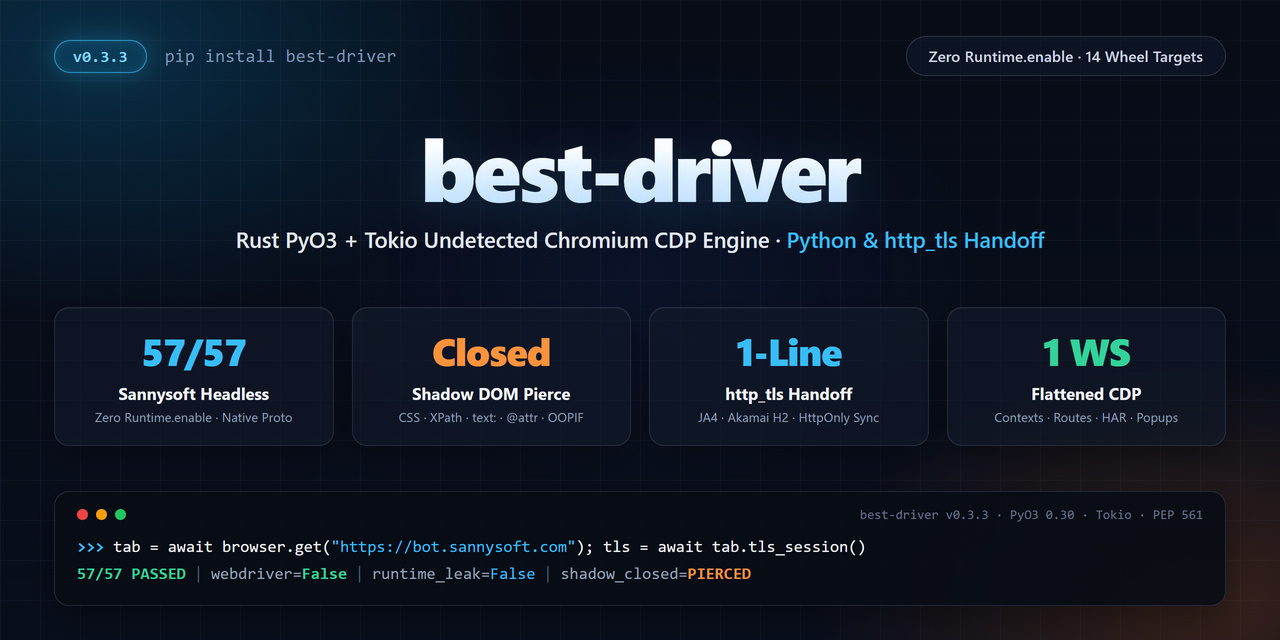 v0.3.3 pip install best-driver
Zero Runtime.enable · 14 Wheel Targets
best-driver
Rust PyO3 + Tokio Undetected Chromium CDP Engine · Python & http_tls Handoff
57/57
Sannysoft Headless
Zero Runtime.enable · Native Proto
Closed
Shadow DOM Pierce
CSS · XPath · text: · @attr · OOPIF
1-Line
http_tls Handoff
JA4 · Akamai H2 · HttpOnly Sync
1 WS
Flattened CDP
Contexts · Routes · HAR · Popups
best-driver v0.3.3 · PyO3 0.30 · Tokio · PEP 561
>>> tab = await browser.get("https://bot.sannysoft.com"); tls = await tab.tls_session()
57/57 PASSED | webdriver=False | runtime_leak=False | shadow_closed=PIERCED